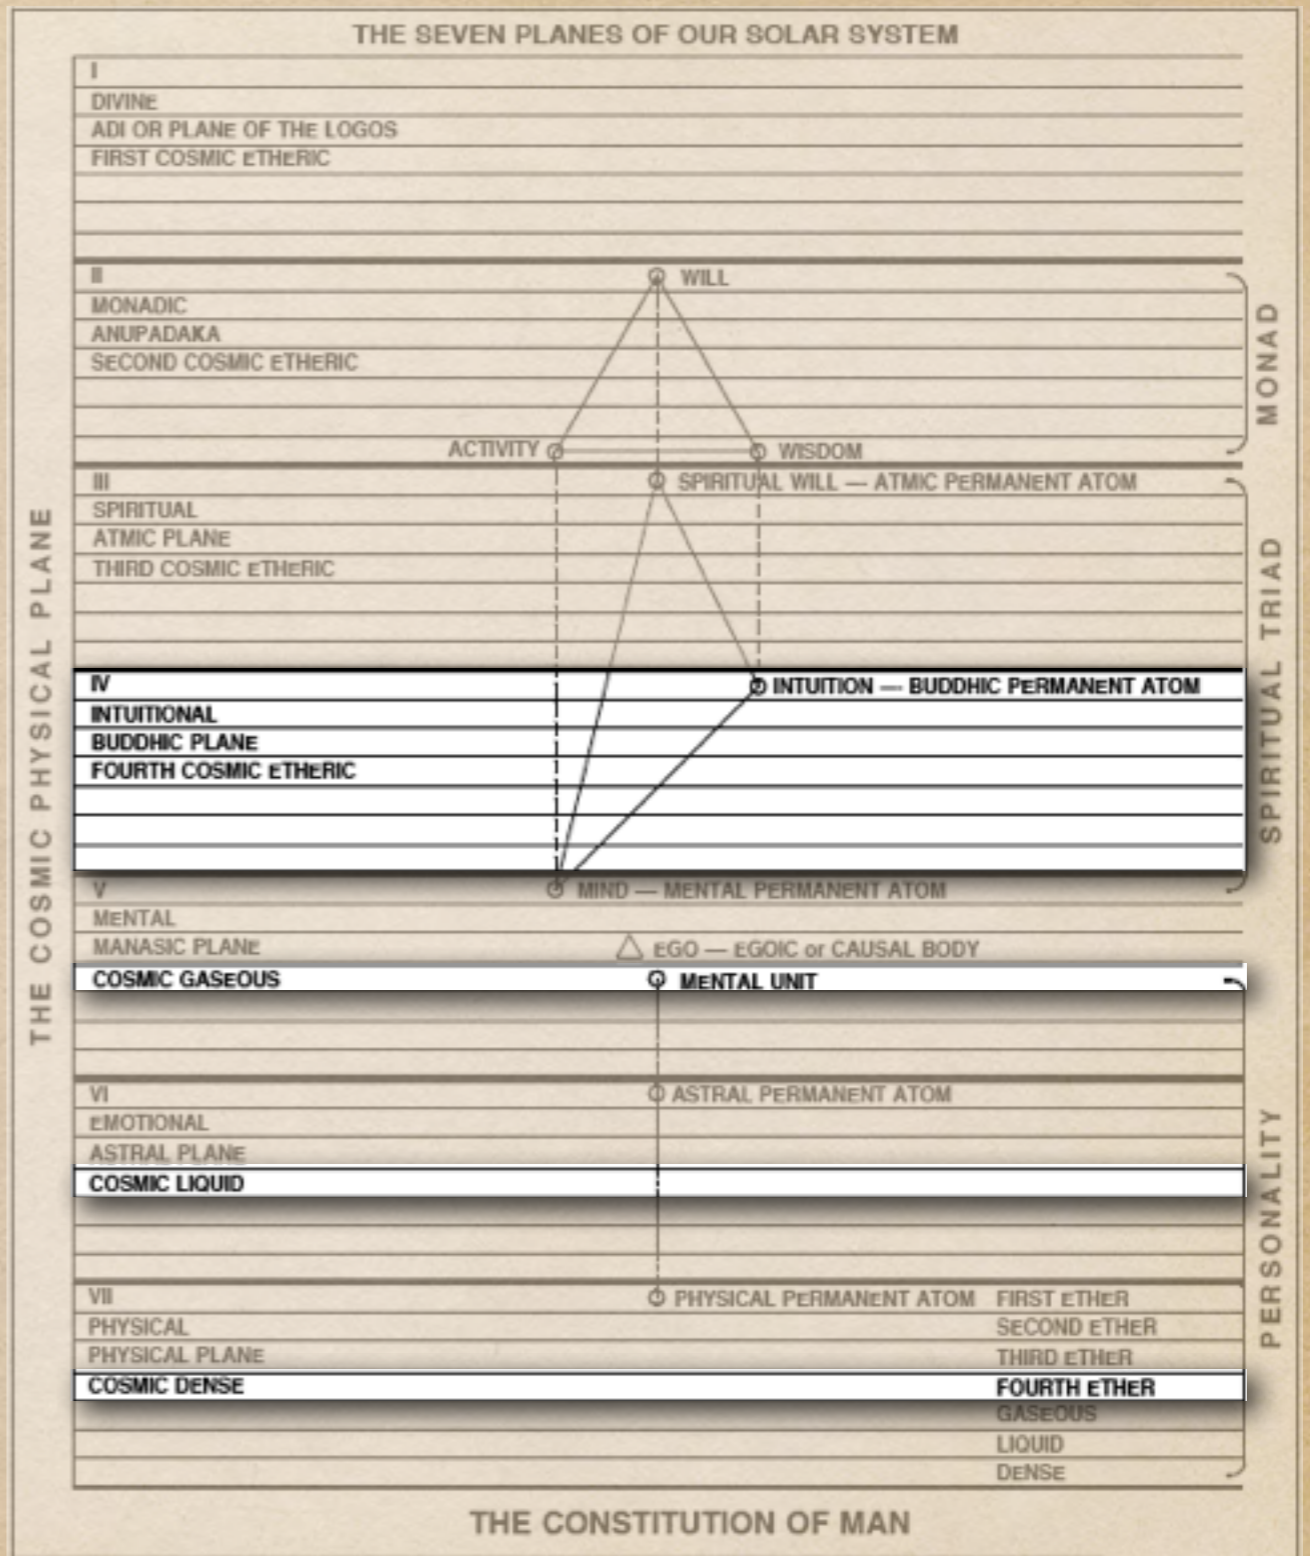 THE SEVEN PLANES OF OUR SOLAR SYSTEM
I
DIVINE
ADI OR PLANE OF THE LOGOS
FIRST COSMIC ETHERIC
II
WILL
MONADIC
ANUPADAKA
SECOND COSMIC ETHERIC
MONAD
ACTIVITY
WISDOM
III
SPIRITUAL WILL — ATMIC PERMANENT ATOM
SPIRITUAL
ATMIC PLANE
THIRD COSMIC ETHERIC
THE COSMIC PHYSICAL PLANE
SPIRITUAL TRIAD
IV
INTUITION — BUDDHIC PERMANENT ATOM
INTUITIONAL
BUDDHIC PLANE
FOURTH COSMIC ETHERIC
V
MIND — MENTAL PERMANENT ATOM
MENTAL
MANASIC PLANE
EGO — EGOIC or CAUSAL BODY
COSMIC GASEOUS
MENTAL UNIT
VI
ASTRAL PERMANENT ATOM
EMOTIONAL
ASTRAL PLANE
COSMIC LIQUID
PERSONALITY
VII
PHYSICAL PERMANENT ATOM
FIRST ETHER
PHYSICAL
SECOND ETHER
PHYSICAL PLANE
THIRD ETHER
COSMIC DENSE
FOURTH ETHER
GASEOUS
LIQUID
DENSE
THE CONSTITUTION OF MAN